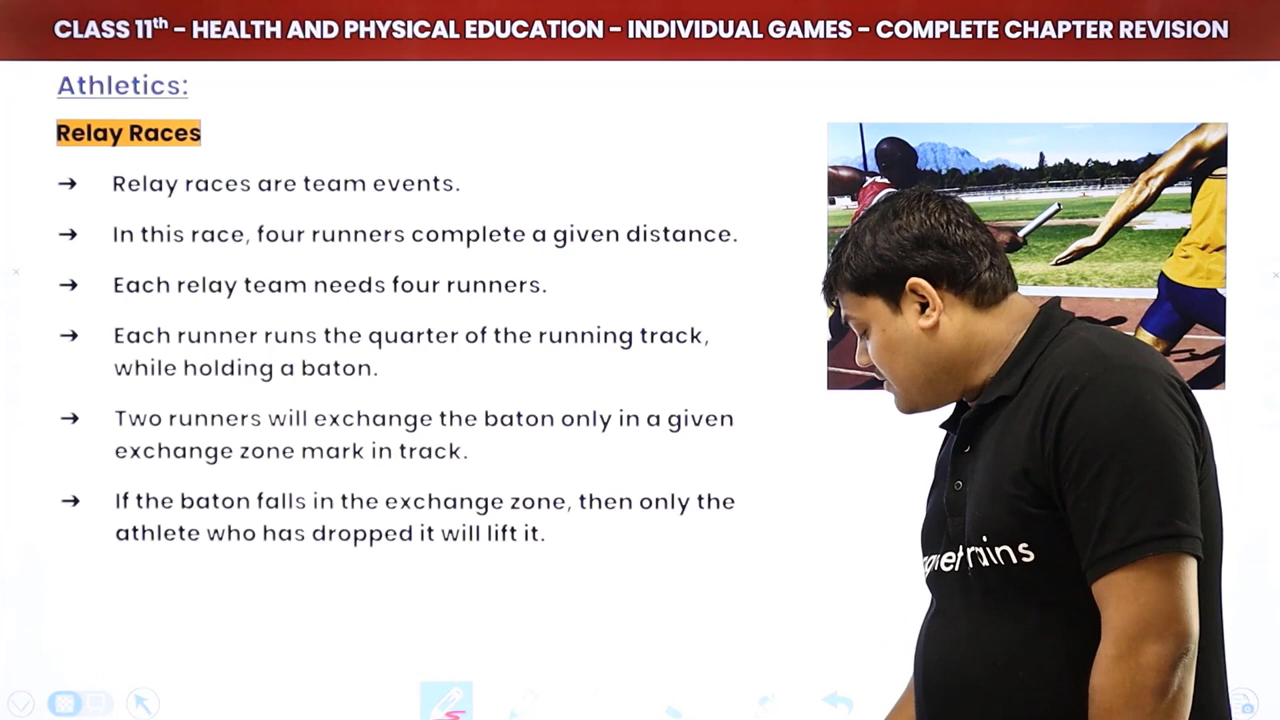 CLASS 11th - HEALTH AND PHYSICAL EDUCATION - INDIVIDUAL GAMES - COMPLETE CHAPTER REVISION
Athletics:
Relay Races
→ Relay races are team events.
→ In this race, four runners complete a given distance.
→ Each relay team needs four runners.
→ Each runner runs the quarter of the running track,
while holding a baton.
→ Two runners will exchange the baton only in a given
exchange zone mark in track.
→ If the baton falls in the exchange zone, then only the
athlete who has dropped it will lift it.